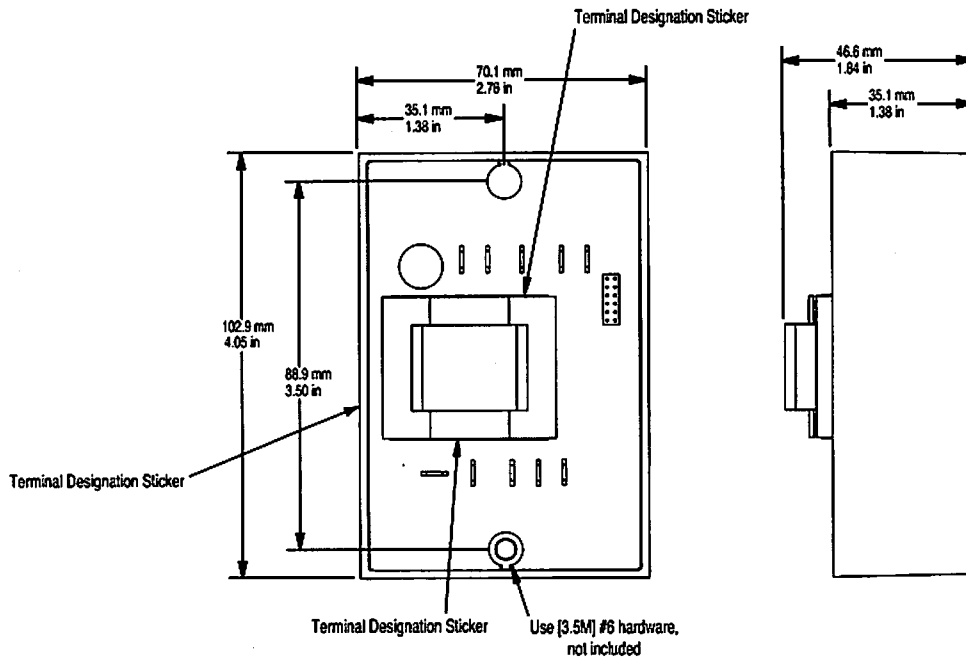 Terminal Designation Sticker
70.1 mm
2.76 in
35.1 mm
1.38 in
46.6 mm
1.84 in
35.1 mm
1.38 in
102.9 mm
4.05 in
88.9 mm
3.50 in
Terminal Designation Sticker
Terminal Designation Sticker
Use [3.5M] #6 hardware,
not included